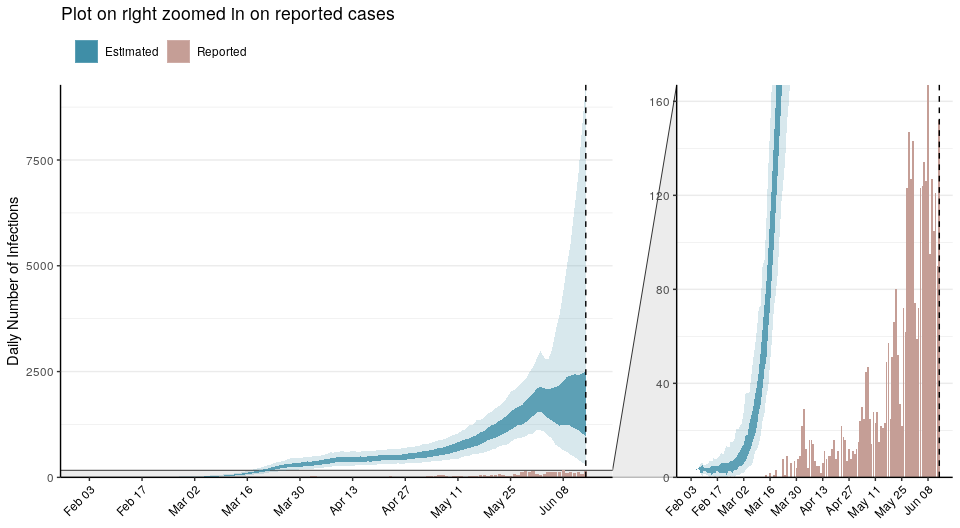 Plot on right zoomed in on reported cases
Estimated Reported
Daily Number of Infections
7500
5000
2500
0
Feb 03 Feb 17 Mar 02 Mar 16 Mar 30 Apr 13 Apr 27 May 11 May 25 Jun 08
160
120
80
40
0
Feb 03 Feb 17 Mar 02 Mar 16 Mar 30 Apr 13 Apr 27 May 11 May 25 Jun 08